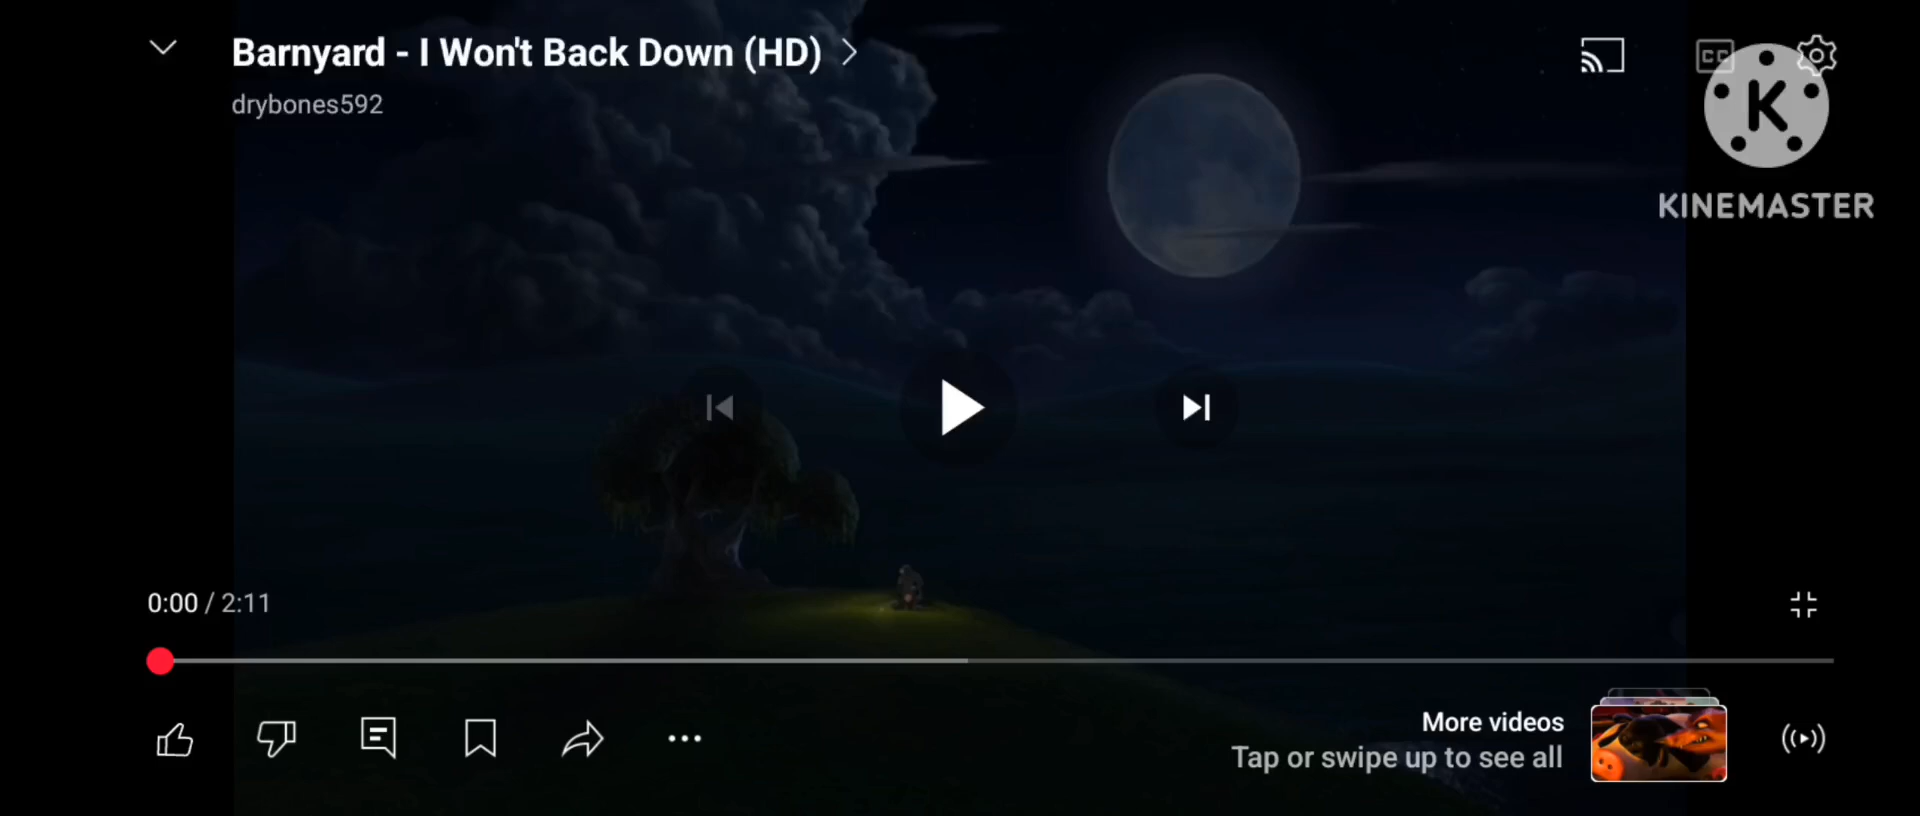 Barnyard - I Won't Back Down (HD)
drybones592
CC
K
KINEMASTER
0:00 / 2:11
More videos
Tap or swipe up to see all